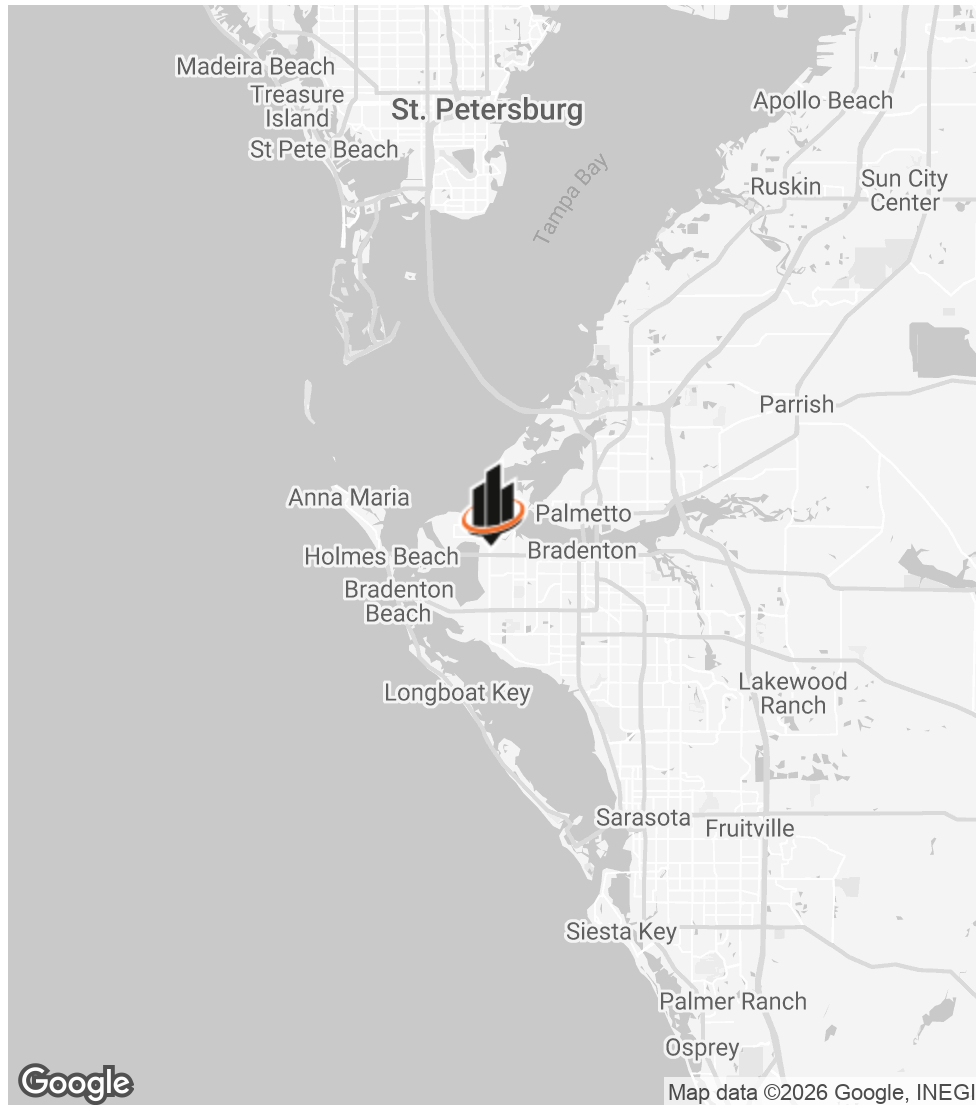 Madeira Beach
Treasure
Island
St. Petersburg
St Pete Beach
Apollo Beach
Tampa Bay
Ruskin
Sun City
Center
Parrish
Anna Maria
Palmetto
Holmes Beach
Bradenton
Bradenton
Beach
Longboat Key
Lakewood
Ranch
Sarasota
Fruitville
Siesta Key
Palmer Ranch
Osprey
Google
Map data ©2026 Google, INEGI